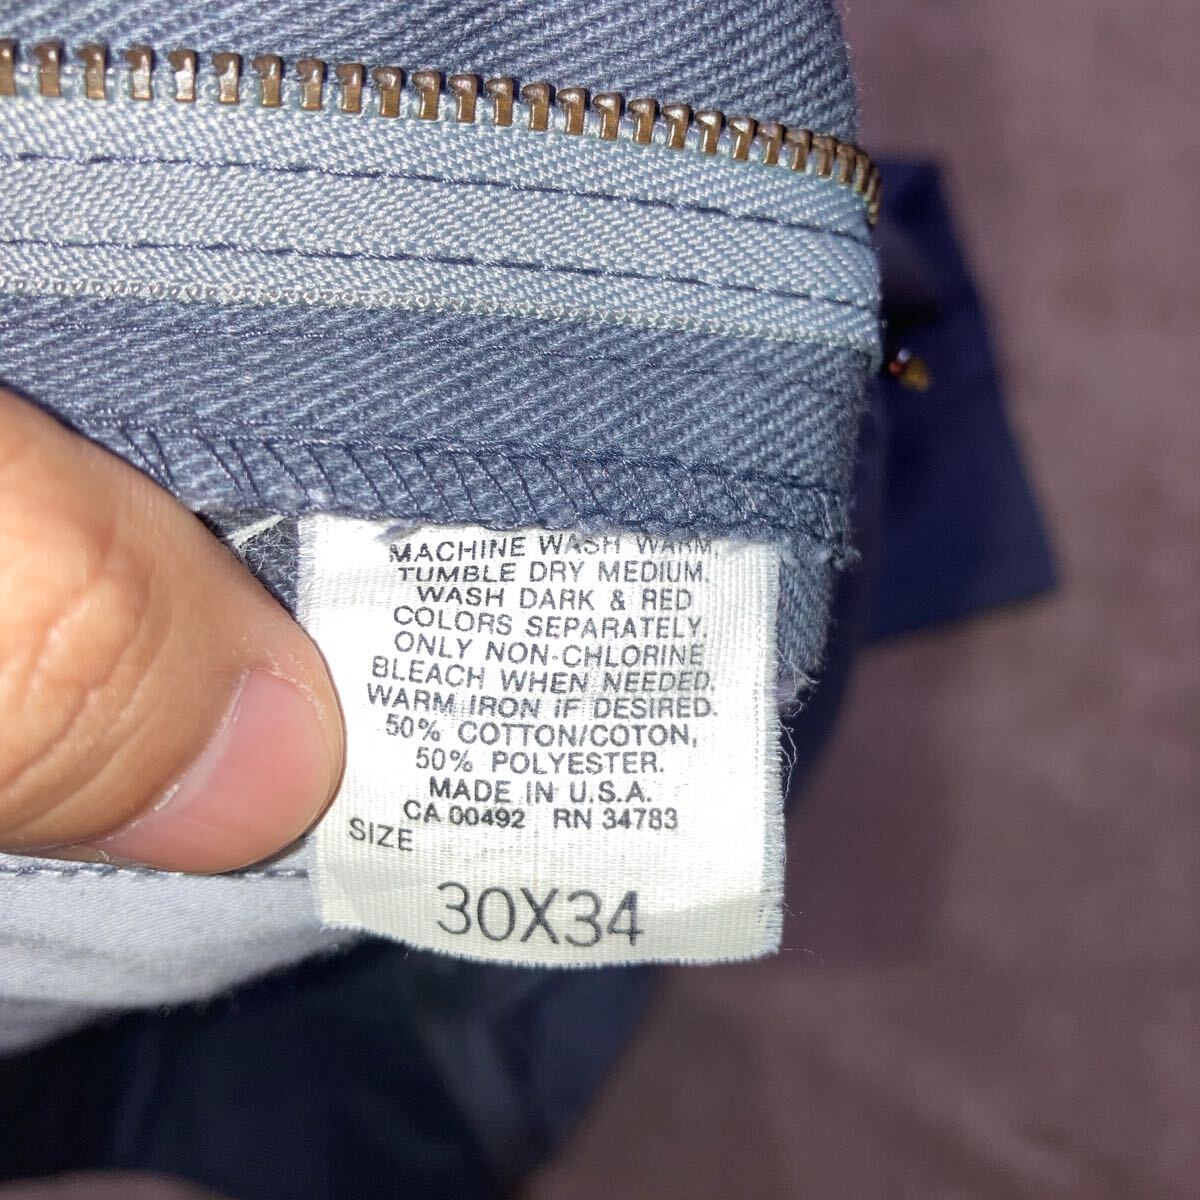 MACHINE WASH WARM,
TUMBLE DRY MEDIUM.
WASH DARK & RED
COLORS SEPARATELY.
ONLY NON-CHLORINE
BLEACH WHEN NEEDED.
WARM IRON IF DESIRED.
50% COTTON/COTON,
50% POLYESTER.
MADE IN U.S.A.
CA 00492 RN 34783
SIZE
30X34